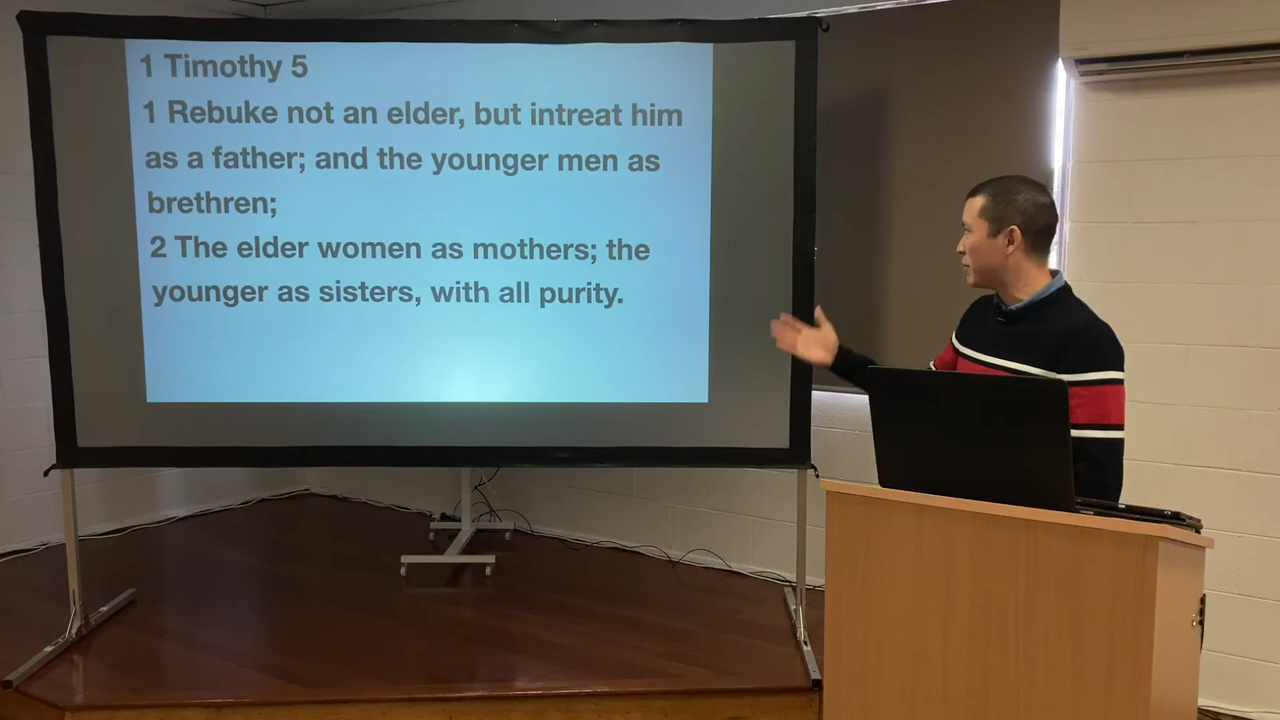 1 Timothy 5
1 Rebuke not an elder, but intreat him
as a father; and the younger men as
brethren;
2 The elder women as mothers; the
younger as sisters, with all purity.